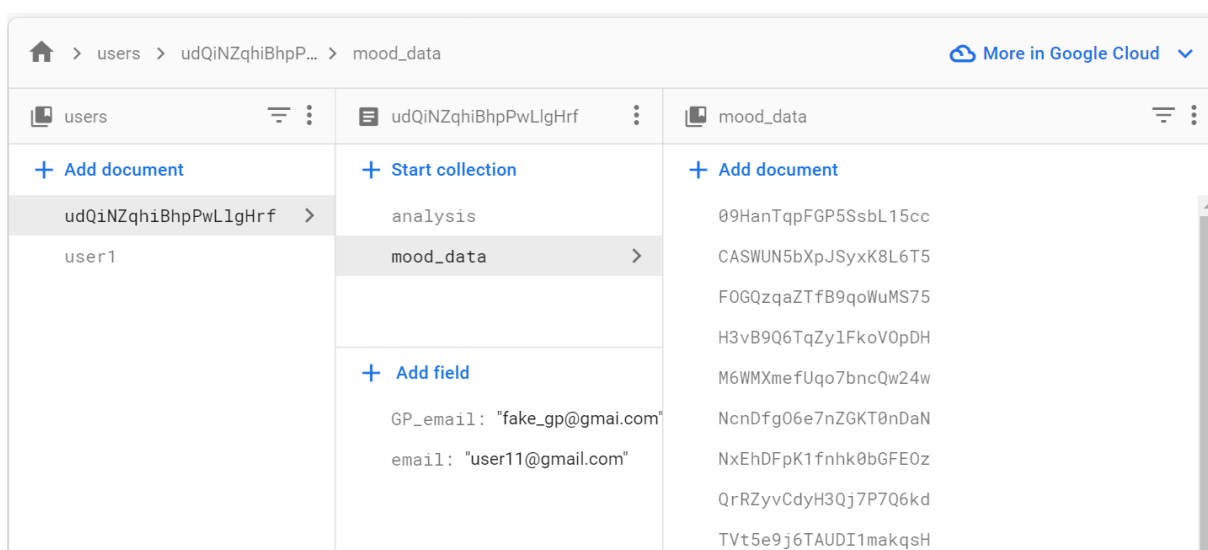 users > udQiNZqhiBhpP... > mood_data
More in Google Cloud
users
udQiNZqhiBhpPwLlgHrf
mood_data
+ Add document
+ Start collection
+ Add document
udQiNZqhiBhpPwLlgHrf
analysis
09HanTqpFGP5SsbL15cc
user1
mood_data
CASWUN5bXpJSyxK8L6T5
FOGQzqaZTfB9qoWuMS75
H3vB9Q6TqZylFkoVOpDH
+ Add field
M6WMXmefUqo7bncQw24w
GP_email: "fake_gp@gmai.com"
NcnDfgO6e7nZGKT0nDaN
email: "user11@gmail.com"
NxEhDFpK1fnhk0bGFEOz
QrRZyvCdyH3Qj7P7Q6kd
TVt5e9j6TAUDI1makqsH